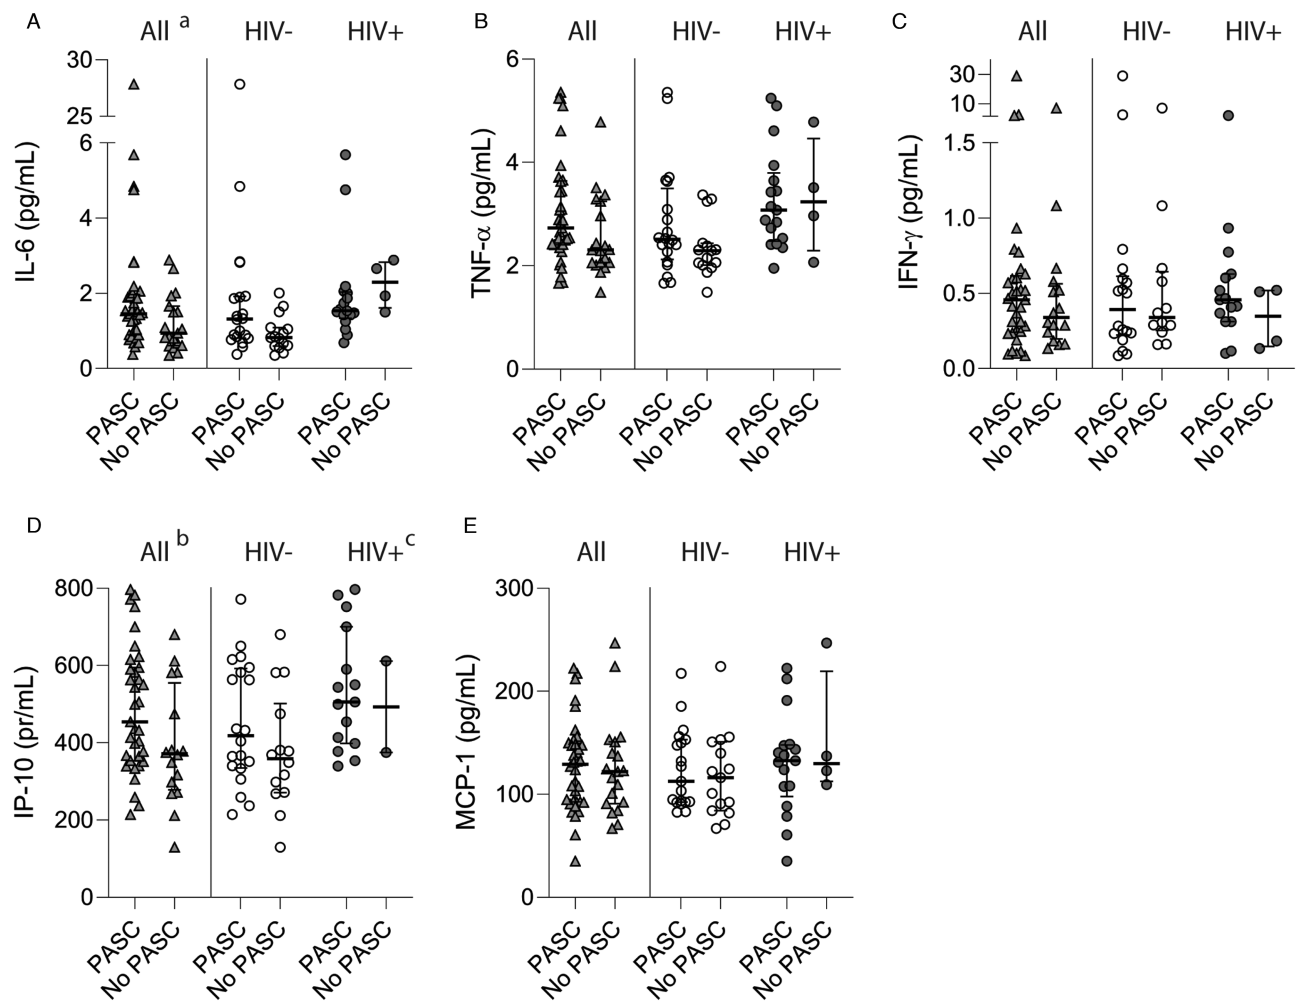 A
All a
HIV-
HIV+
IL-6 (pg/mL)
30
25
6
4
2
0
PASC
No PASC
PASC
No PASC
PASC
No PASC
B
All
HIV-
HIV+
TNF-α (pg/mL)
6
4
2
0
PASC
No PASC
PASC
No PASC
PASC
No PASC
C
All
HIV-
HIV+
IFN-γ (pg/mL)
30
10
1.5
1.0
0.5
0.0
PASC
No PASC
PASC
No PASC
PASC
No PASC
D
All b
HIV-
HIV+c
IP-10 (pr/mL)
800
600
400
200
0
PASC
No PASC
PASC
No PASC
PASC
No PASC
E
All
HIV-
HIV+
MCP-1 (pg/mL)
300
200
100
0
PASC
No PASC
PASC
No PASC
PASC
No PASC